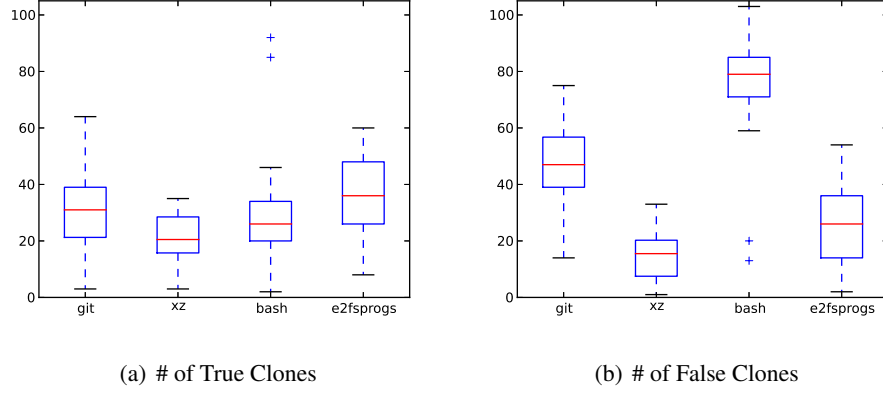 100
80
60
40
20
0
git
xz
bash
e2fsprogs
(a) # of True Clones
100
80
60
40
20
0
git
xz
bash
e2fsprogs
(b) # of False Clones